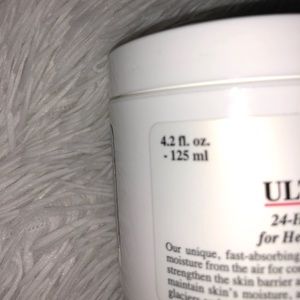 4.2 fl. oz.
- 125 ml
UL
24-H
for He
Our unique, fast-absorbing
moisture from the air for
strengthen the skin barrier
maintain skin's moisture,